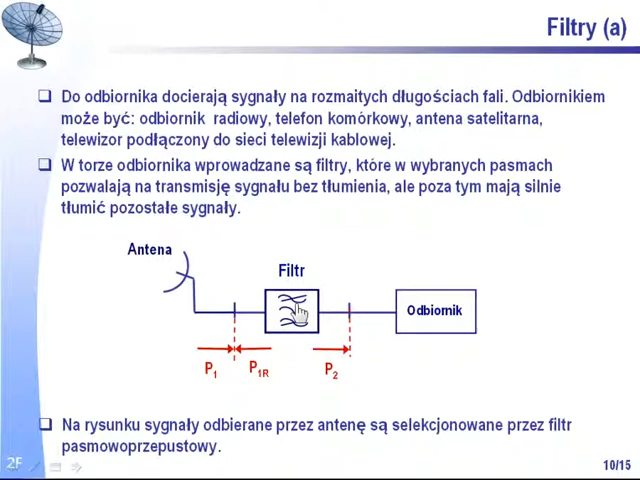 Filtry (a)
Do odbiornika docierają sygnały na rozmaitych długościach fali. Odbiornikiem
może być: odbiornik radiowy, telefon komórkowy, antena satelitarna,
telewizor podłączony do sieci telewizji kablowej.
W torze odbiornika wprowadzane są filtry, które w wybranych pasmach
pozwalają na transmisję sygnału bez tłumienia, ale poza tym mają silnie
tłumić pozostałe sygnały.
Antena
Filtr
Odbiornik
P1 P1R P2
Na rysunku sygnały odbierane przez antenę są selekcjonowane przez filtr
pasmowoprzepustowy.
10/15